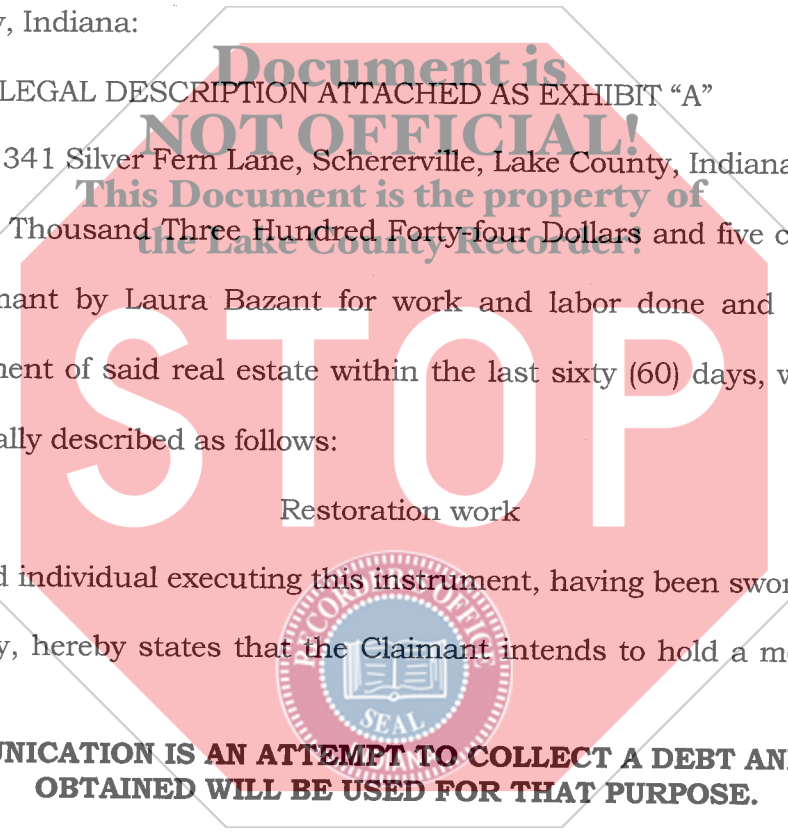 y, Indiana:
Document is
LEGAL DESCRIPTION ATTACHED AS EXHIBIT “A”
NOT OFFICIAL!
341 Silver Fern Lane, Schererville, Lake County, Indiana
This Document is the property of
Thousand Three Hundred Forty-four Dollars and five c
the Lake County Recorder!
nant by Laura Bazant for work and labor done and
nent of said real estate within the last sixty (60) days, w
STOP
ally described as follows:
Restoration work
d individual executing this instrument, having been swor
y, hereby states that the Claimant intends to hold a me
SEAL
UNICATION IS AN ATTEMPT TO COLLECT A DEBT AN
OBTAINED WILL BE USED FOR THAT PURPOSE.